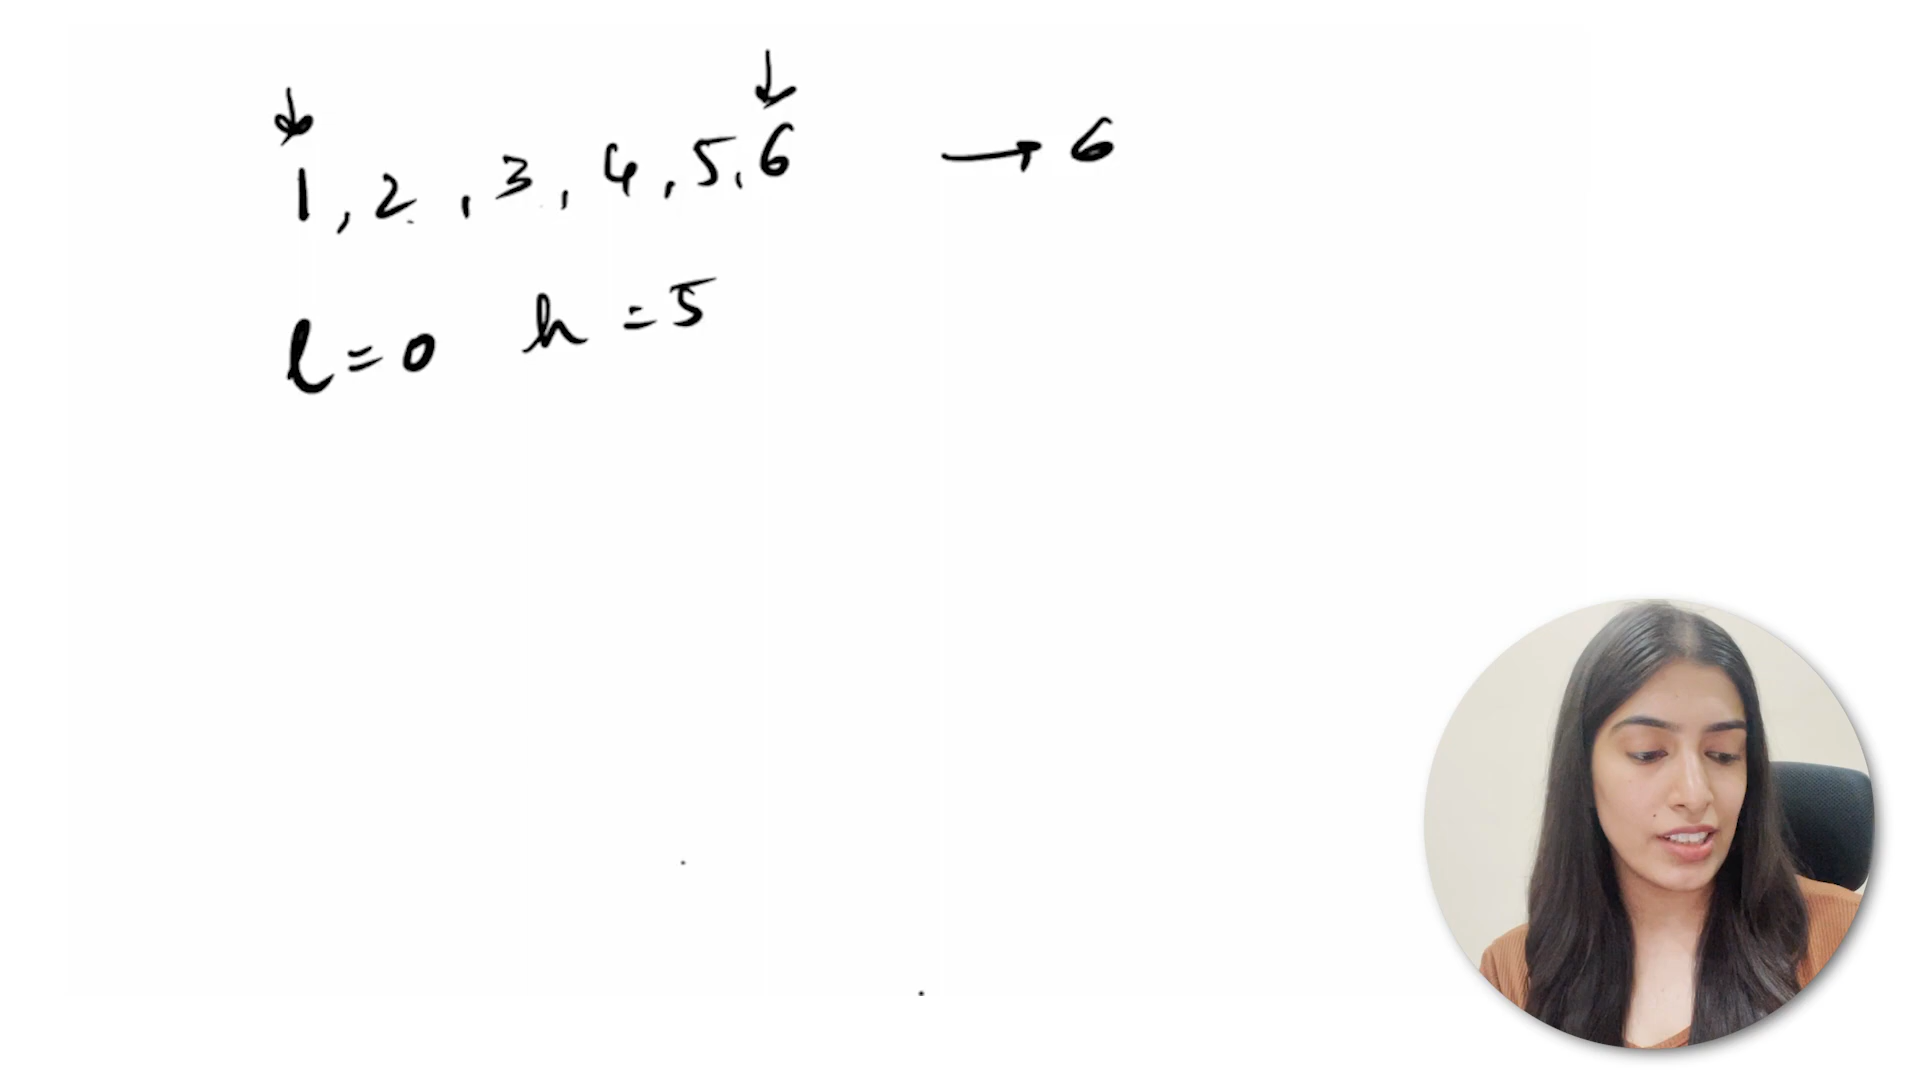 1, 2, 3, 4, 5, 6 → 6
l = 0 h = 5